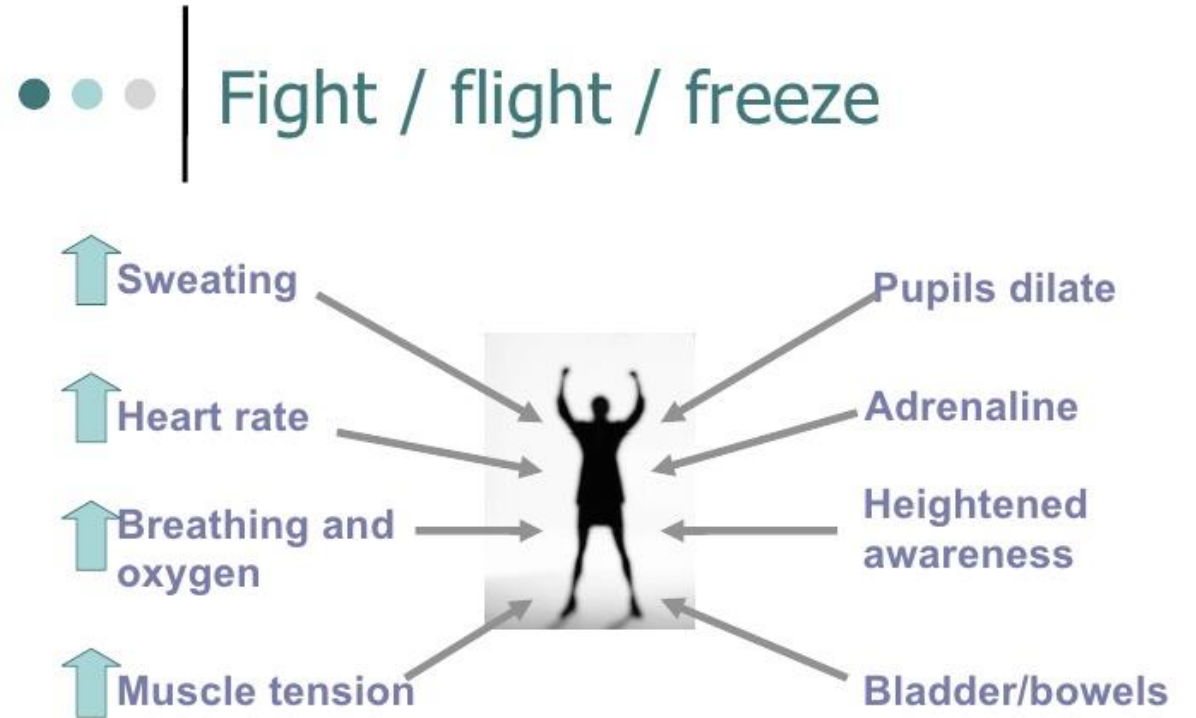 Fight / flight / freeze
Sweating
Heart rate
Breathing and
oxygen
Muscle tension
Pupils dilate
Adrenaline
Heightened
awareness
Bladder/bowels